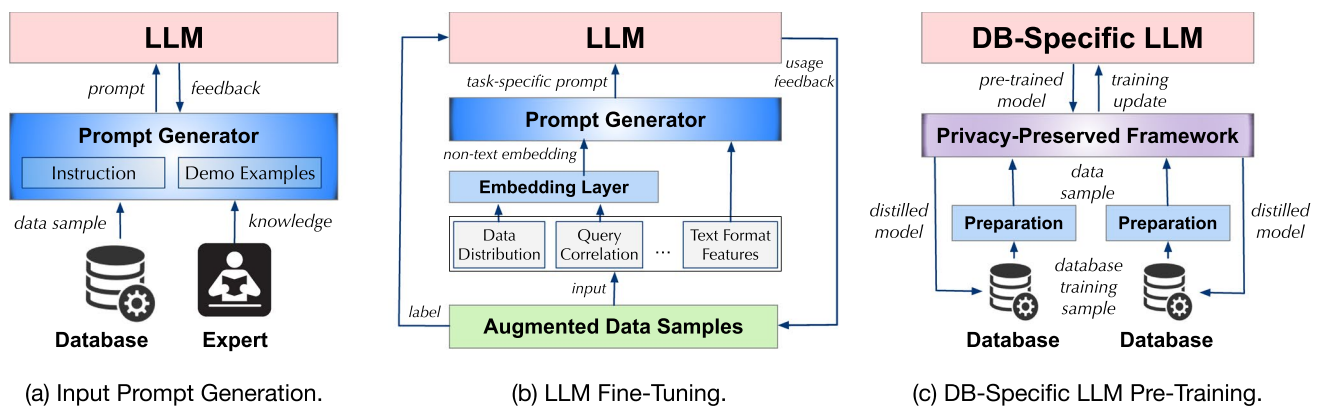 LLM
prompt
feedback
Prompt Generator
Instruction
Demo Examples
data sample
knowledge
Database
Expert
(a) Input Prompt Generation.
LLM
usage
feedback
task-specific prompt
Prompt Generator
non-text embedding
Embedding Layer
Data
Distribution
Query
Correlation
...
Text Format
Features
input
label
Augmented Data Samples
(b) LLM Fine-Tuning.
DB-Specific LLM
pre-trained
model
training
update
Privacy-Preserved Framework
data
sample
distilled
model
Preparation
Preparation
distilled
model
database
training
sample
Database
Database
(c) DB-Specific LLM Pre-Training.